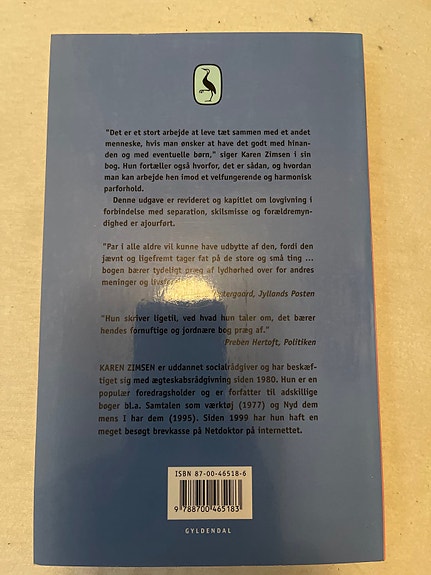 "Det er et stort arbejde at leve tæt sammen med et andet
menneske, hvis man ønsker at have det godt med hinan-
den og med eventuelle børn," siger Karen Zimsen i sin
bog. Hun fortæller også hvorfor, det er sådan, og hvordan
man kan arbejde hen imod et velfungerende og harmonisk
parforhold.
Denne udgave er revideret og kapitlet om lovgivning i
forbindelse med separation, skilsmisse og forældremyn-
dighed er ajourført.
"Par i alle aldre vil kunne have udbytte af den, fordi den
jævnt og ligefremt tager fat på de store og små ting ...
bogen bærer tydeligt præg af lydhørhed over for andres
meninger og
Jyllands Posten
"Hun skriver ligetil, ved hvad hun taler om, det bærer
hendes fornuftige og jordnære bog præg af."
Preben Hertoft, Politiken
KAREN ZIMSEN er uddannet socialrådgiver og har beskæf-
tiget sig med ægteskabsrådgivning siden 1980. Hun er en
populær foredragsholder og er forfatter til adskillige
bøger bl.a. Samtalen som værktøj (1977) og Nyd dem
mens I har dem (1995). Siden 1999 har hun haft en
meget besøgt brevkasse på Netdoktor på internettet.
ISBN 87-00-46518-6
9 788700 465183
GYLDENDAL